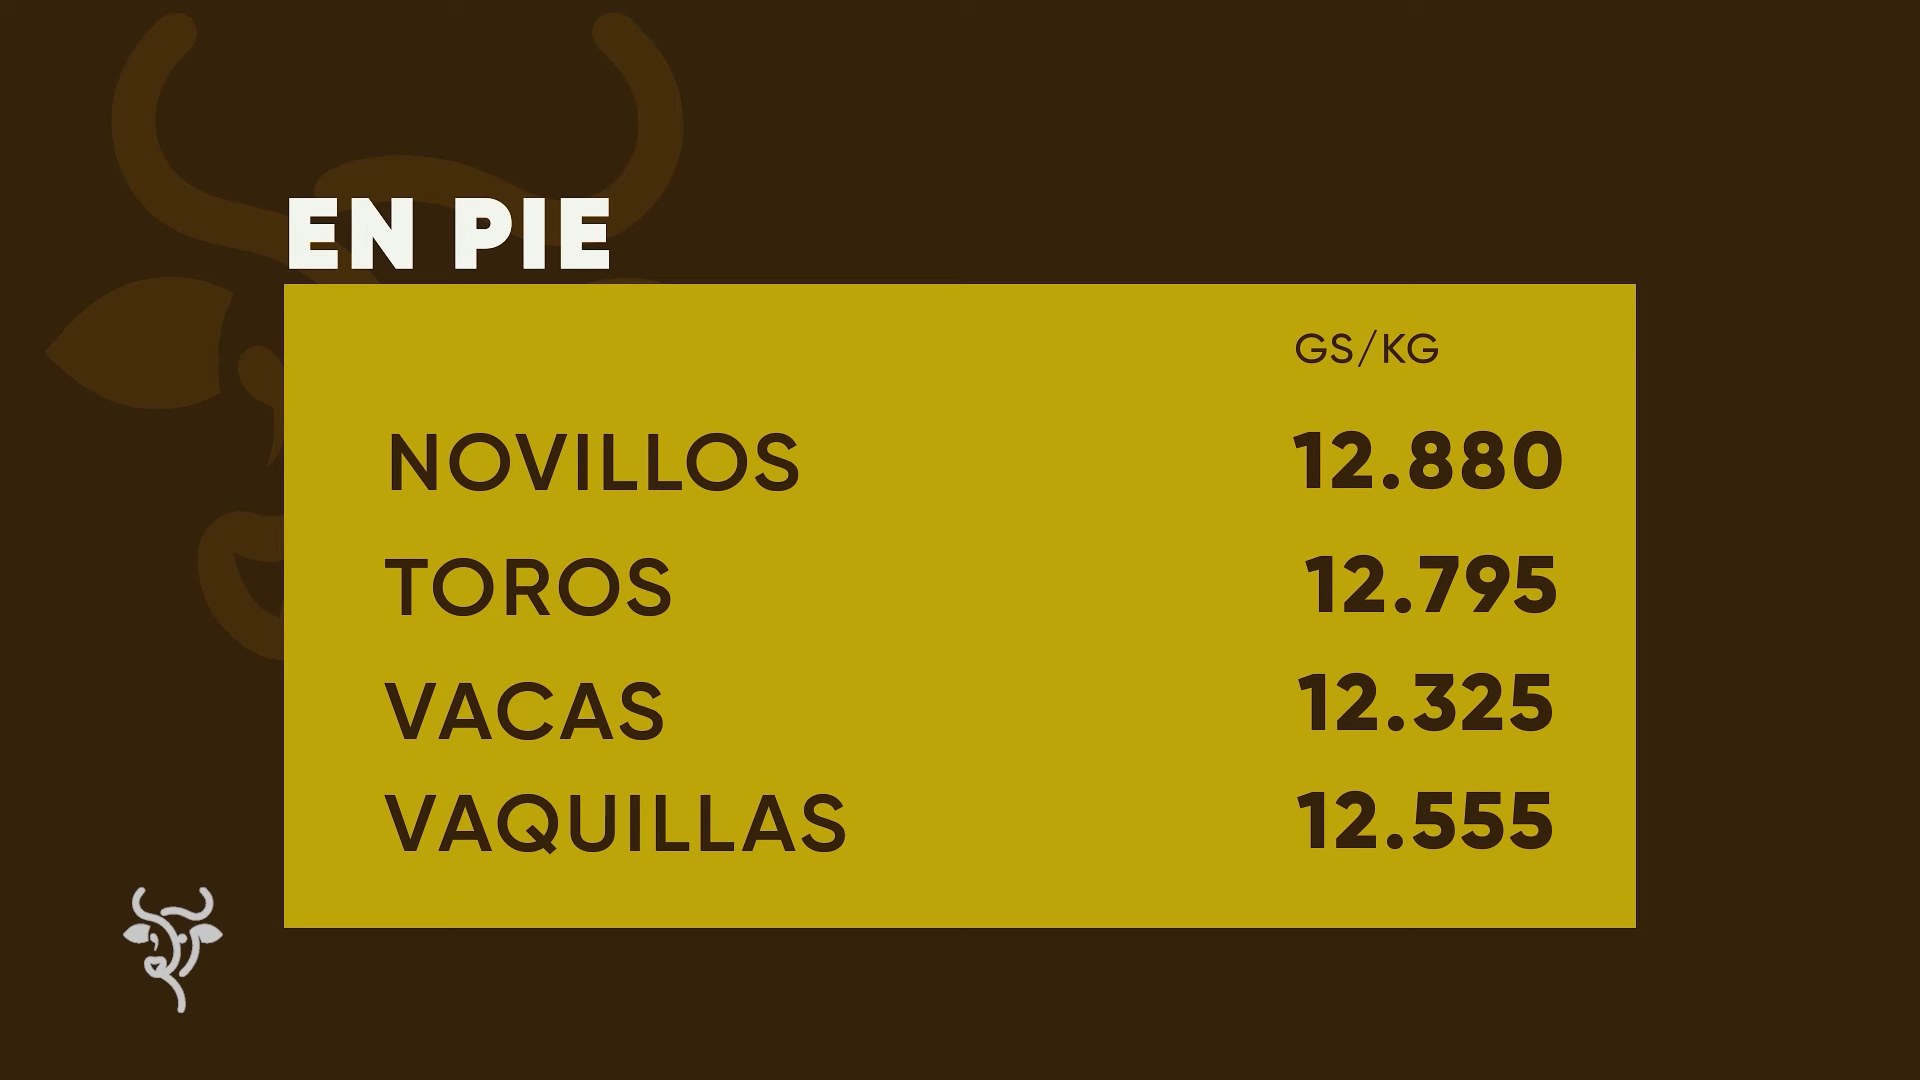 EN PIE
GS/KG
NOVILLOS 12.880
TOROS 12.795
VACAS 12.325
VAQUILLAS 12.555